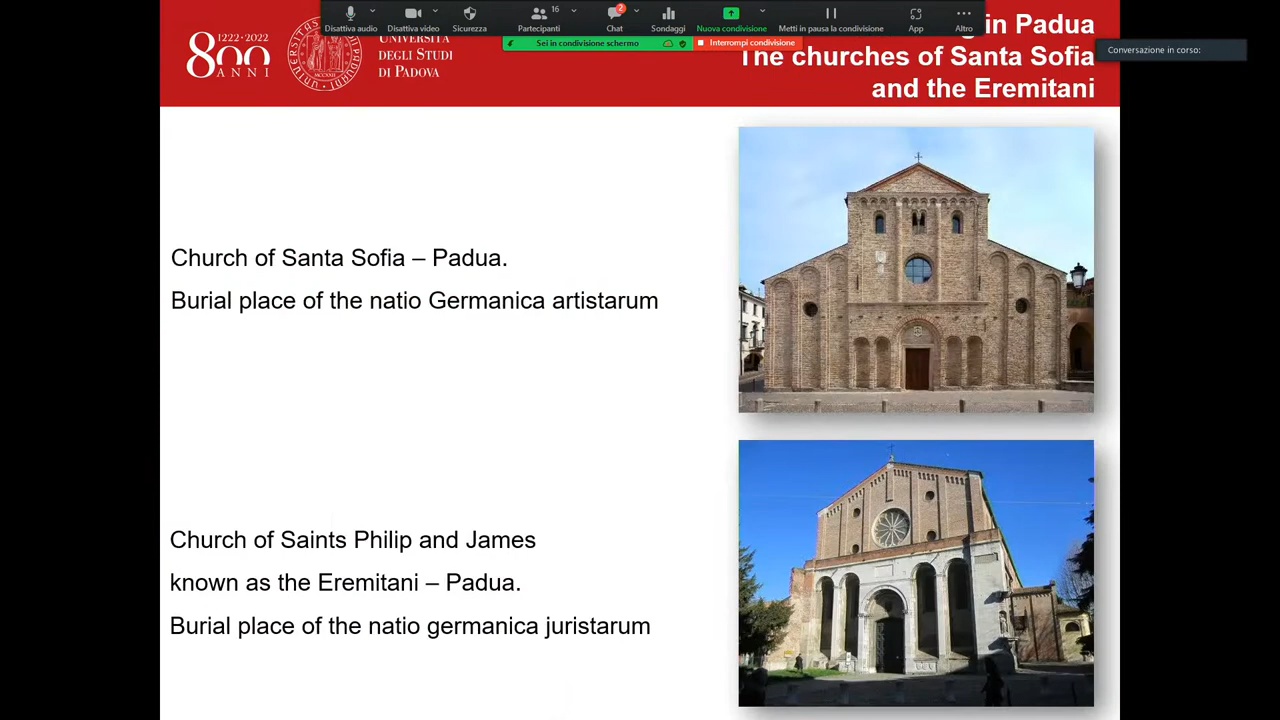 Disattiva audio
Disattiva video
Sicurezza
16
Partecipanti
2
Chat
Sondaggi
Nuova condivisione
Metti in pausa la condivisione
App
Altro
Sei in condivisione schermo
Interrompi condivisione
Conversazione in corso:
1222·2022
800
ANNI
UNIVERSITÀ
DEGLI STUDI
DI PADOVA
in Padua
The churches of Santa Sofia
and the Eremitani
Church of Santa Sofia – Padua.
Burial place of the natio Germanica artistarum
Church of Saints Philip and James
known as the Eremitani – Padua.
Burial place of the natio germanica juristarum